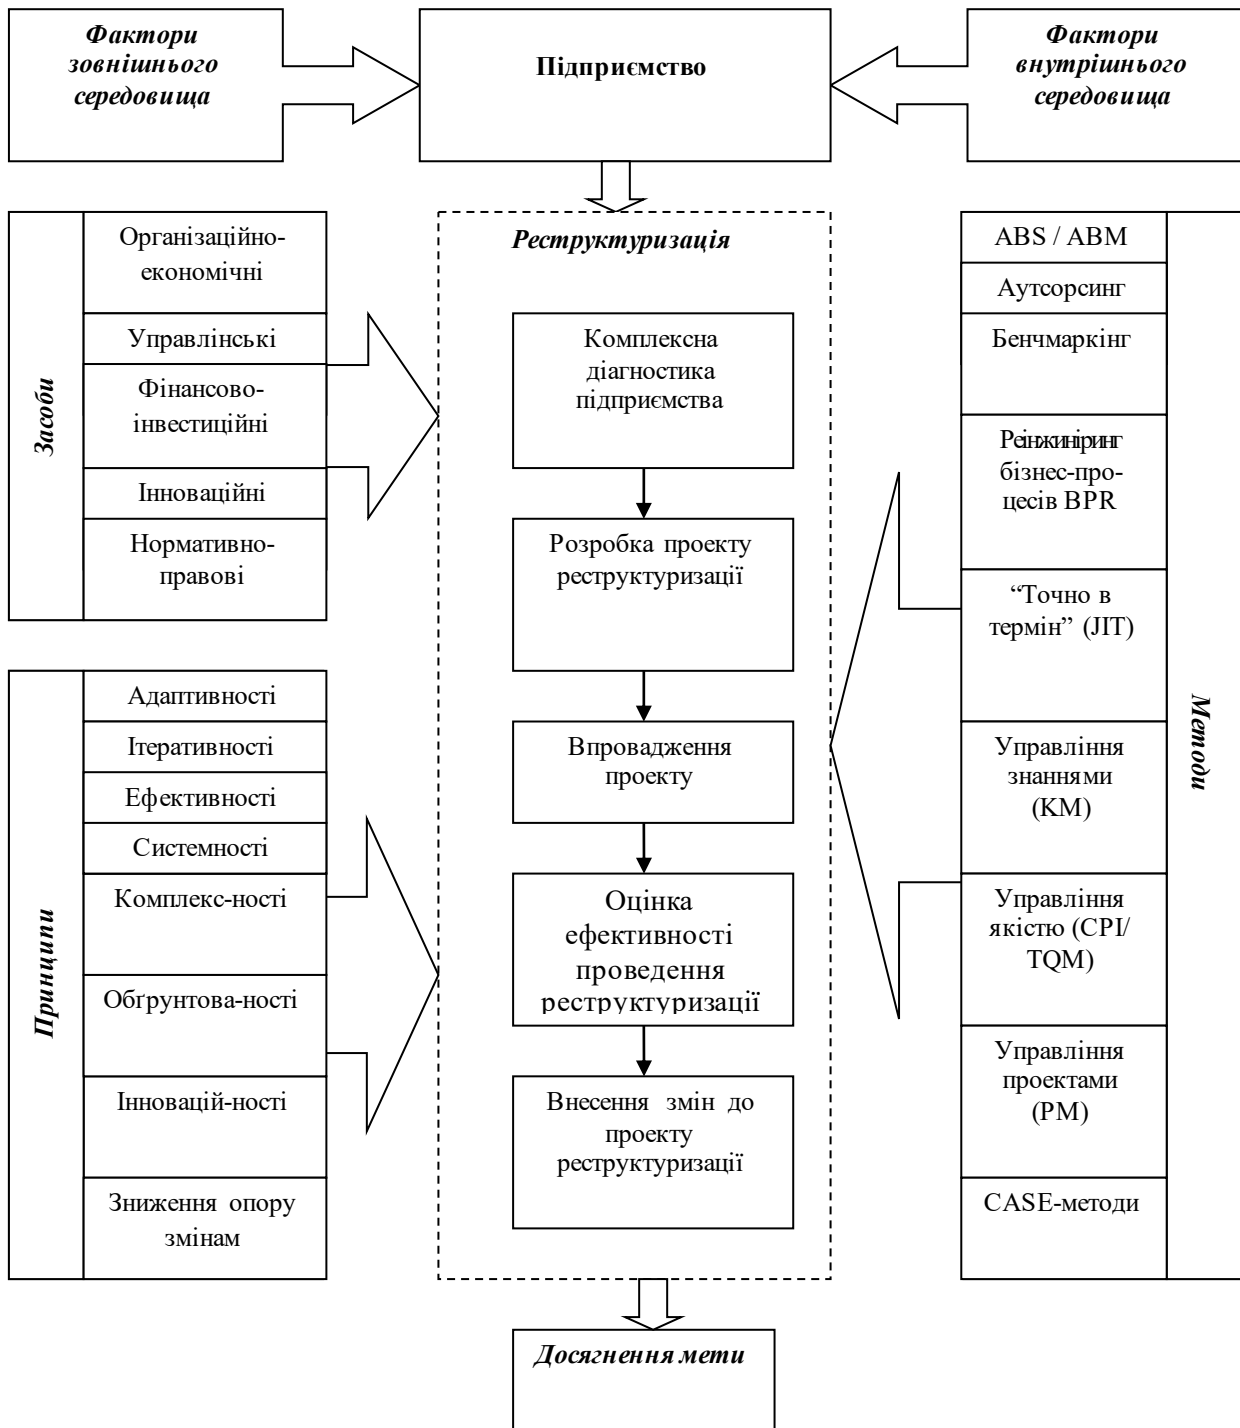 Фактори
зовнішнього
середовища
Підприємство
Фактори
внутрішнього
середовища
Засоби
Організаційно-
економічні
Управлінські
Фінансово-
інвестиційні
Інноваційні
Нормативно-
правові
Принципи
Адаптивності
Ітеративності
Ефективності
Системності
Комплекс-ності
Обґрунтова-ності
Інновацій-ності
Зниження опору
змінам
Реструктуризація
Комплексна
діагностика
підприємства
Розробка проекту
реструктуризації
Впровадження
проекту
Оцінка
ефективності
проведення
реструктуризації
Внесення змін до
проекту
реструктуризації
ABS / ABM
Аутсорсинг
Бенчмаркінг
Реінжиніринг
бізнес-про-
цесів BPR
“Точно в
термін” (JIT)
Управління
знаннями
(KM)
Управління
якістю (CPI/
TQM)
Управління
проектами
(PM)
CASE-методи
Методи
Досягнення мети